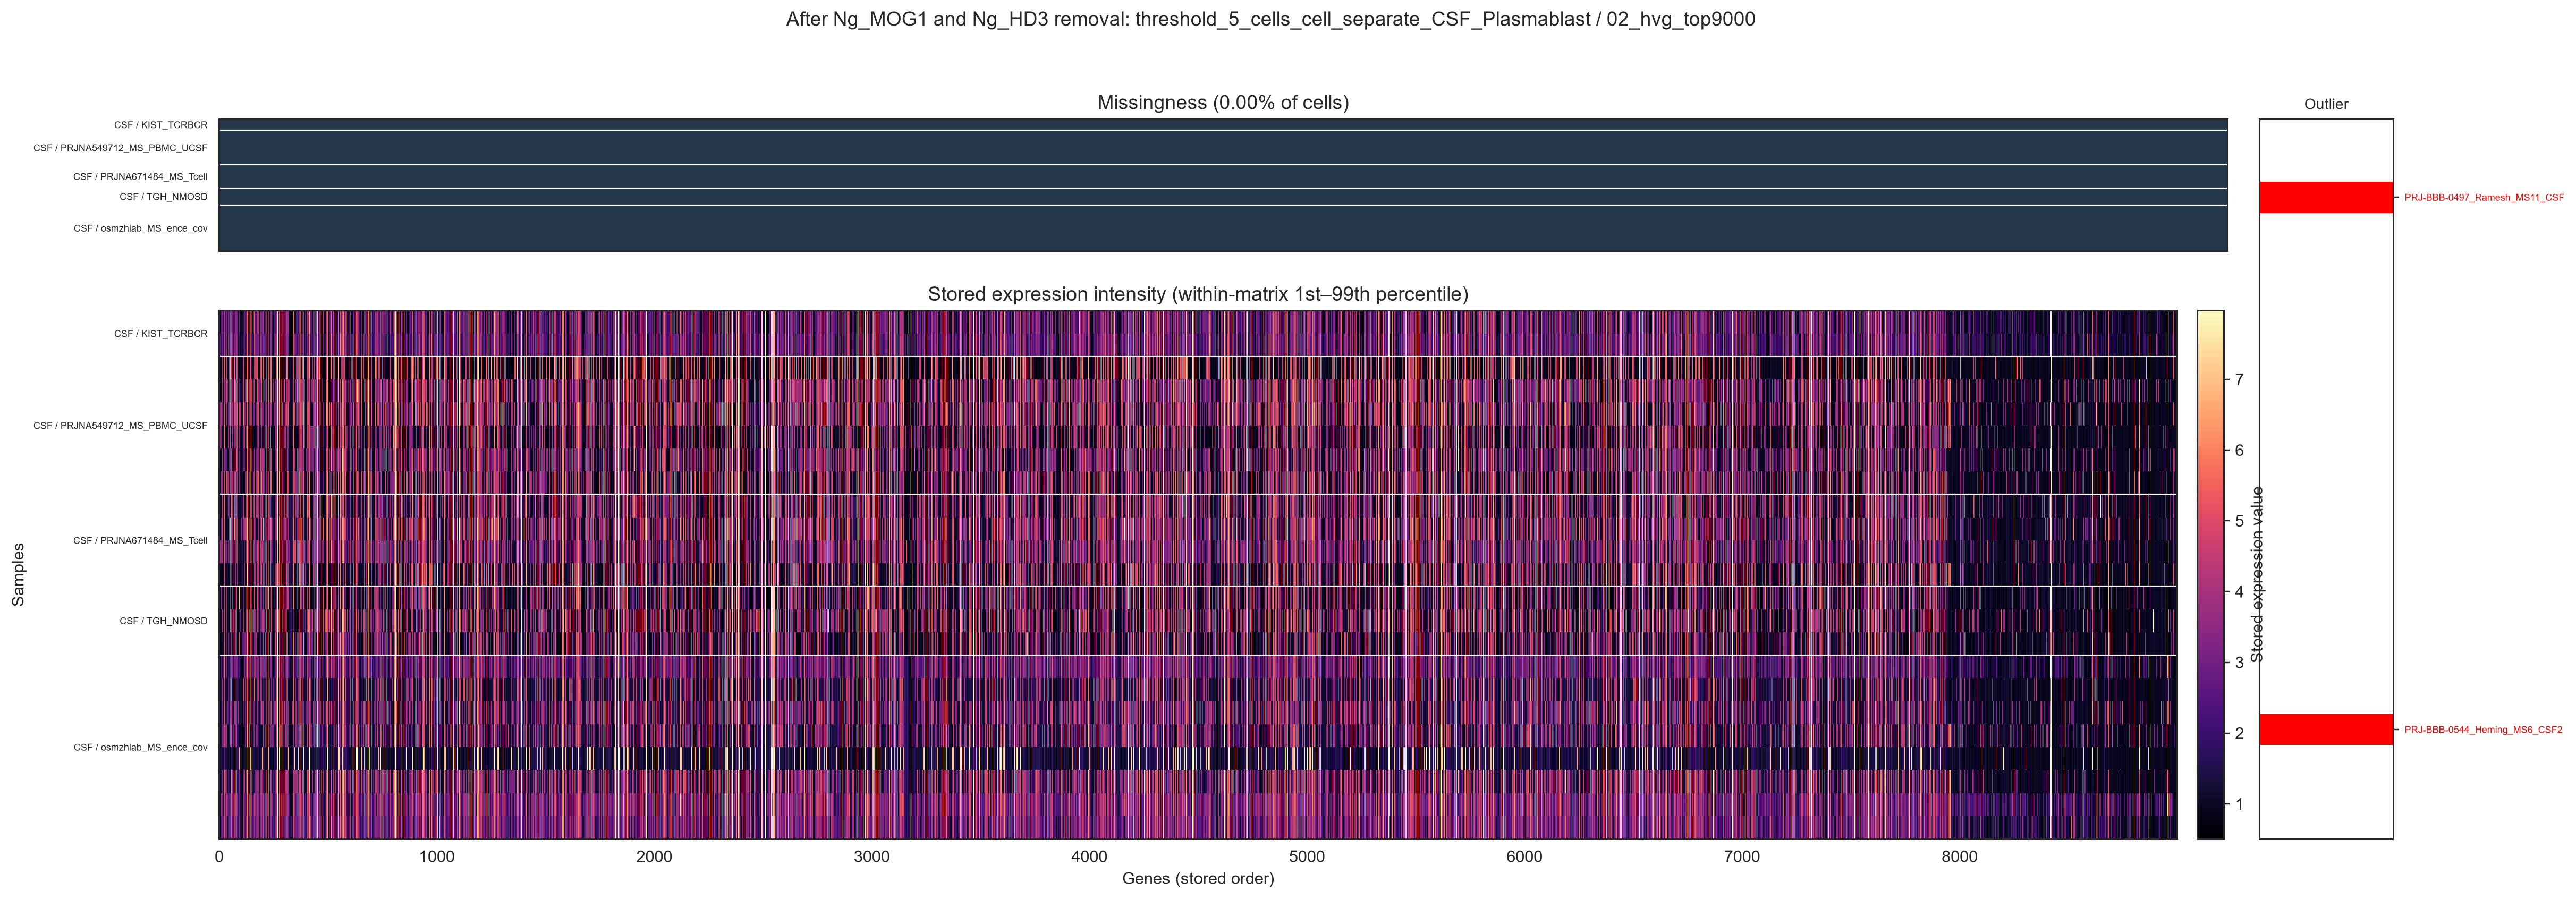 After Ng_MOG1 and Ng_HD3 removal: threshold_5_cells_cell_separate_CSF_Plasmablast / 02_hvg_top9000
Missingness (0.00% of cells)
Outlier
CSF / KIST_TCRBCR
CSF / PRJNA549712_MS_PBMC_UCSF
CSF / PRJNA671484_MS_Tcell
CSF / TGH_NMOSD
CSF / osmzhlab_MS_ence_cov
PRJ-BBB-0497_Ramesh_MS11_CSF
Stored expression intensity (within-matrix 1st–99th percentile)
CSF / KIST_TCRBCR
CSF / PRJNA549712_MS_PBMC_UCSF
CSF / PRJNA671484_MS_Tcell
CSF / TGH_NMOSD
CSF / osmzhlab_MS_ence_cov
Samples
7
6
5
4
3
2
1
Stored expression value
PRJ-BBB-0544_Heming_MS6_CSF2
0 1000 2000 3000 4000 5000 6000 7000 8000
Genes (stored order)